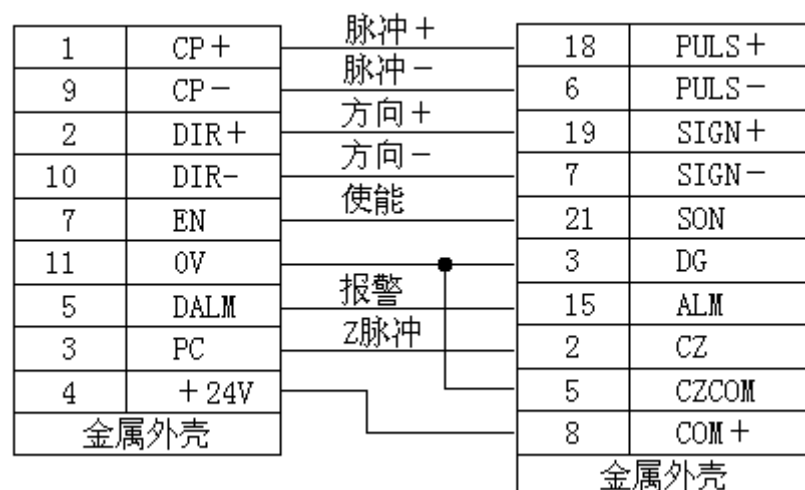 脉冲+
1 CP+ 18 PULS+
脉冲-
9 CP- 6 PULS-
方向+
2 DIR+ 19 SIGN+
方向-
10 DIR- 7 SIGN-
使能
7 EN 21 SON
11 0V 3 DG
报警
5 DALM 15 ALM
Z脉冲
3 PC 2 CZ
4 +24V 5 CZCOM
金属外壳 8 COM+
金属外壳